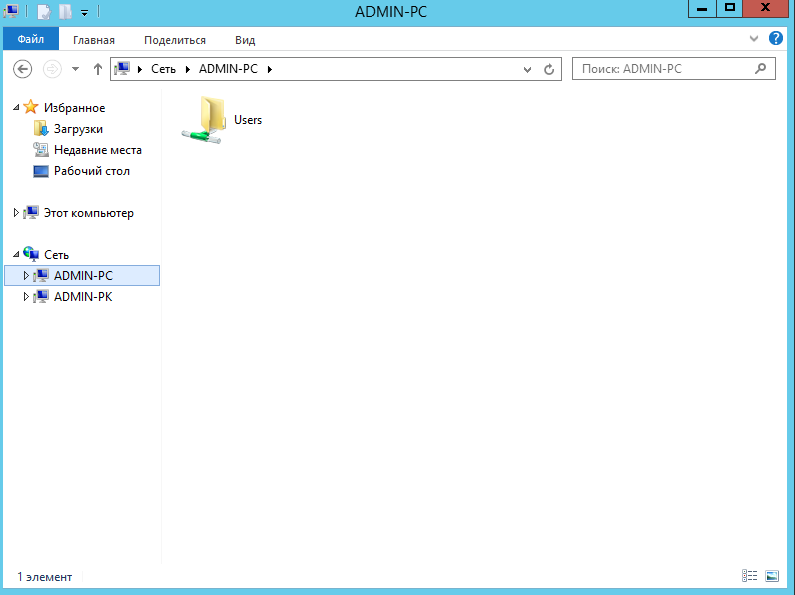 ADMIN-PC
Файл Главная Поделиться Вид
Сеть ADMIN-PC
Поиск: ADMIN-PC
Избранное
Загрузки
Недавние места
Рабочий стол
Этот компьютер
Сеть
ADMIN-PC
ADMIN-PK
Users
1 элемент